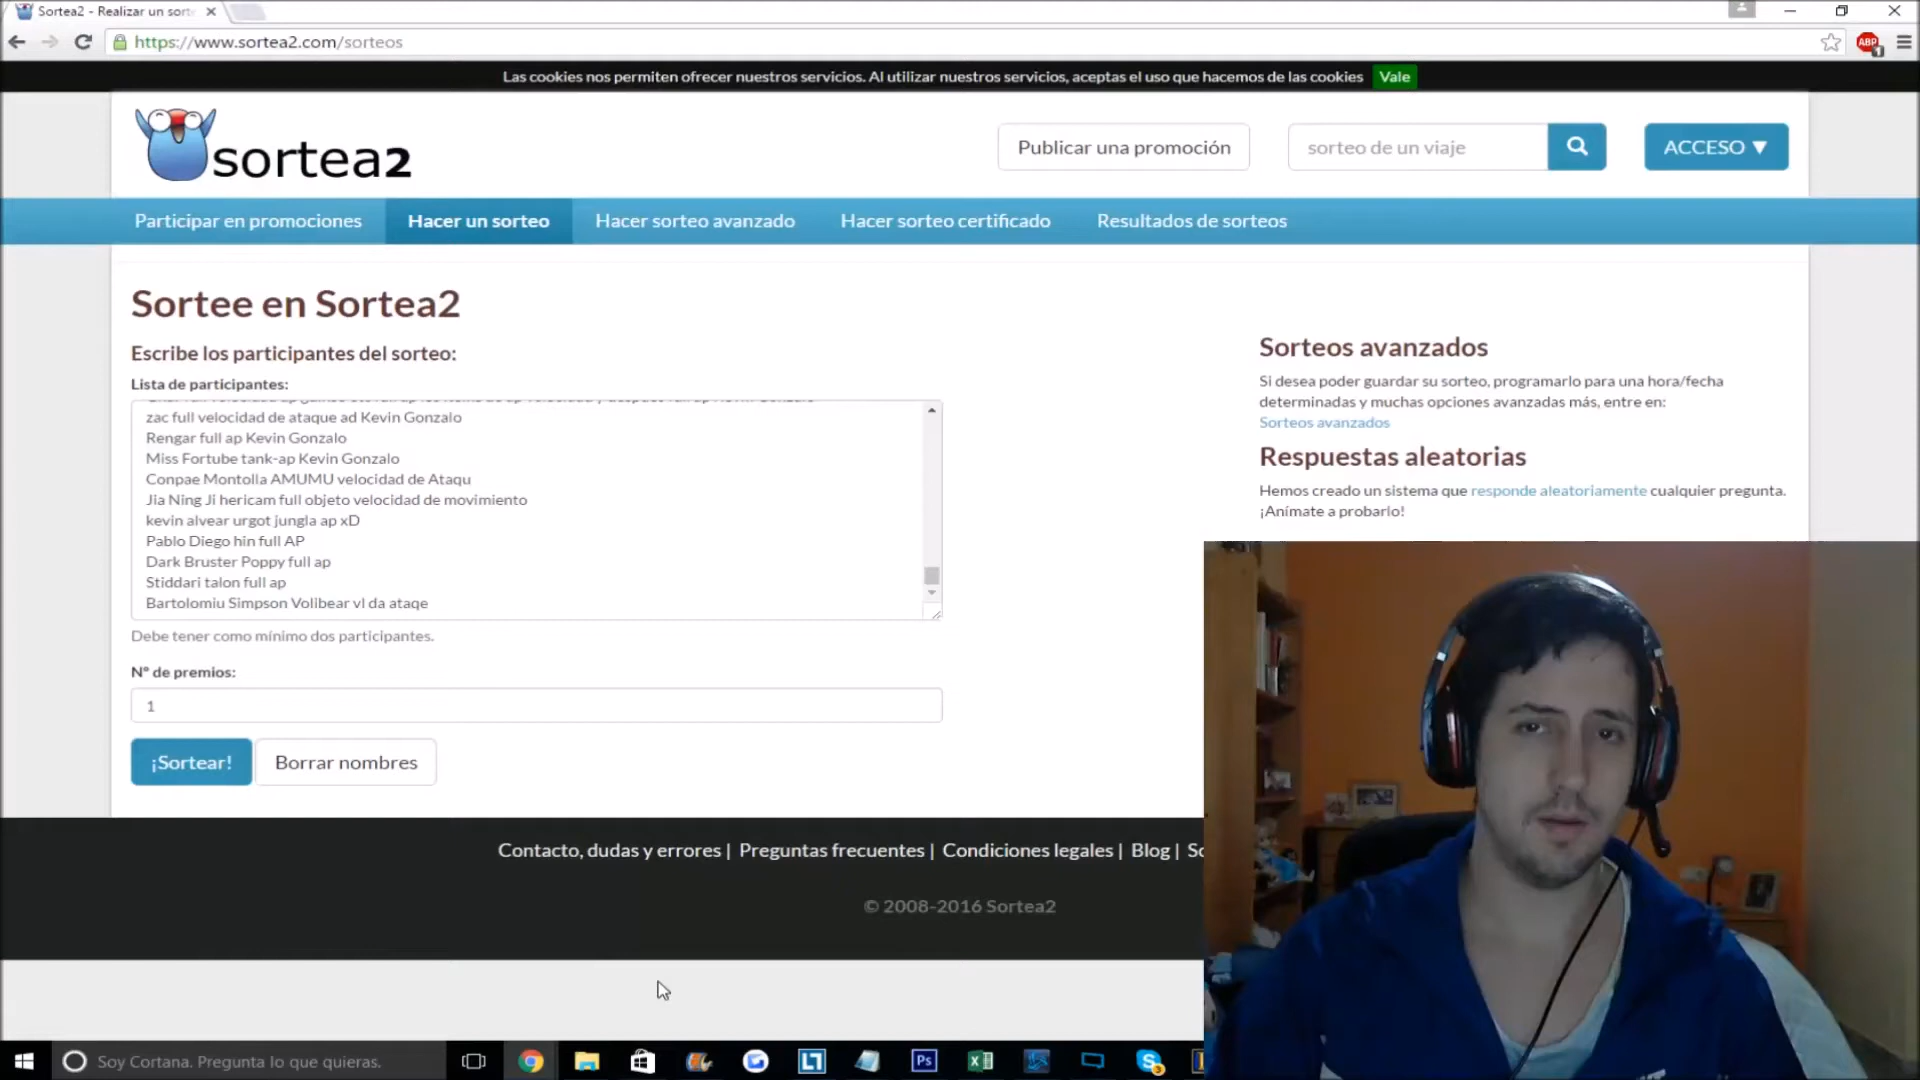 Sortea2 - Realizar un sort
https://www.sortea2.com/sorteos
ABP
1
Las cookies nos permiten ofrecer nuestros servicios. Al utilizar nuestros servicios, aceptas el uso que hacemos de las cookies
Vale
sortea2
Publicar una promoción
sorteo de un viaje
ACCESO ▼
Participar en promociones
Hacer un sorteo
Hacer sorteo avanzado
Hacer sorteo certificado
Resultados de sorteos
Sortee en Sortea2
Escribe los participantes del sorteo:
Lista de participantes:
zac full velocidad de ataque ad Kevin Gonzalo
Rengar full ap Kevin Gonzalo
Miss Fortube tank-ap Kevin Gonzalo
Conpae Montolla AMUMU velocidad de Ataqu
Jia Ning Ji hericam full objeto velocidad de movimiento
kevin alvear urgot jungla ap xD
Pablo Diego hin full AP
Dark Bruster Poppy full ap
Stiddari talon full ap
Bartolomiu Simpson Volibear vl da ataqe
Debe tener como mínimo dos participantes.
Nº de premios:
1
¡Sortear!
Borrar nombres
Sorteos avanzados
Si desea poder guardar su sorteo, programarlo para una hora/fecha
determinadas y muchas opciones avanzadas más, entre en:
Sorteos avanzados
Respuestas aleatorias
Hemos creado un sistema que responde aleatoriamente cualquier pregunta.
¡Anímate a probarlo!
Contacto, dudas y errores | Preguntas frecuentes | Condiciones legales | Blog |
© 2008-2016 Sortea2
Soy Cortana. Pregunta lo que quieras.
Ps